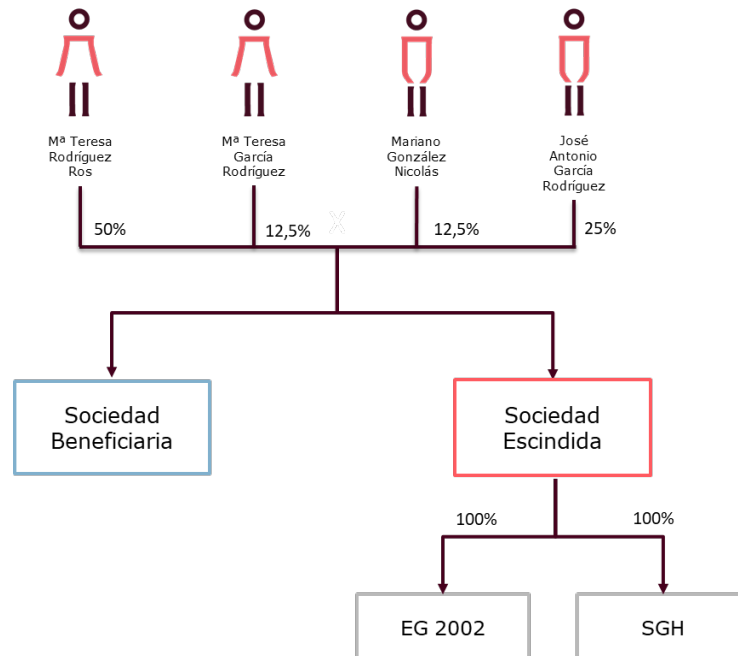 Mª Teresa
Rodríguez
Ros
Mª Teresa
García
Rodríguez
Mariano
González
Nicolás
José
Antonio
García
Rodríguez
50%
12,5%
X
12,5%
25%
Sociedad
Beneficiaria
Sociedad
Escindida
100%
100%
EG 2002
SGH